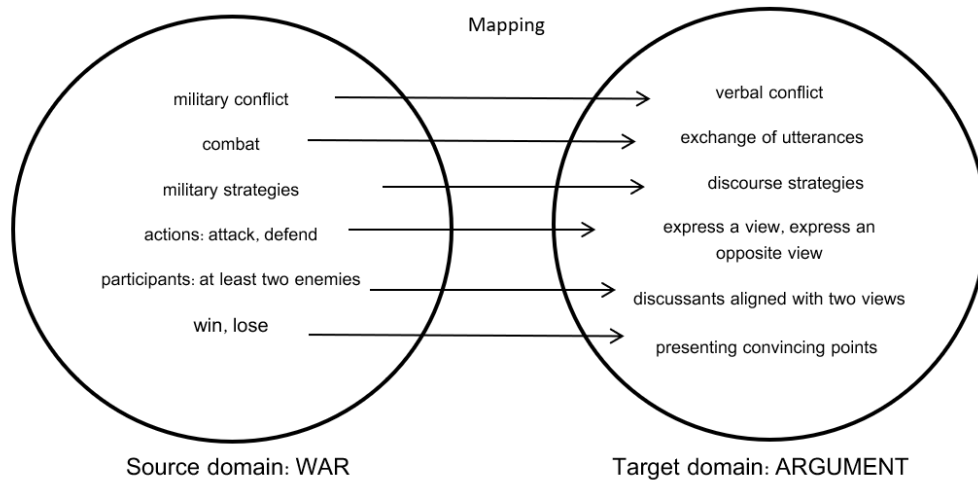 Mapping
military conflict
verbal conflict
combat
exchange of utterances
military strategies
discourse strategies
actions: attack, defend
express a view, express an
opposite view
participants: at least two enemies
discussants aligned with two views
win, lose
presenting convincing points
Source domain: WAR
Target domain: ARGUMENT